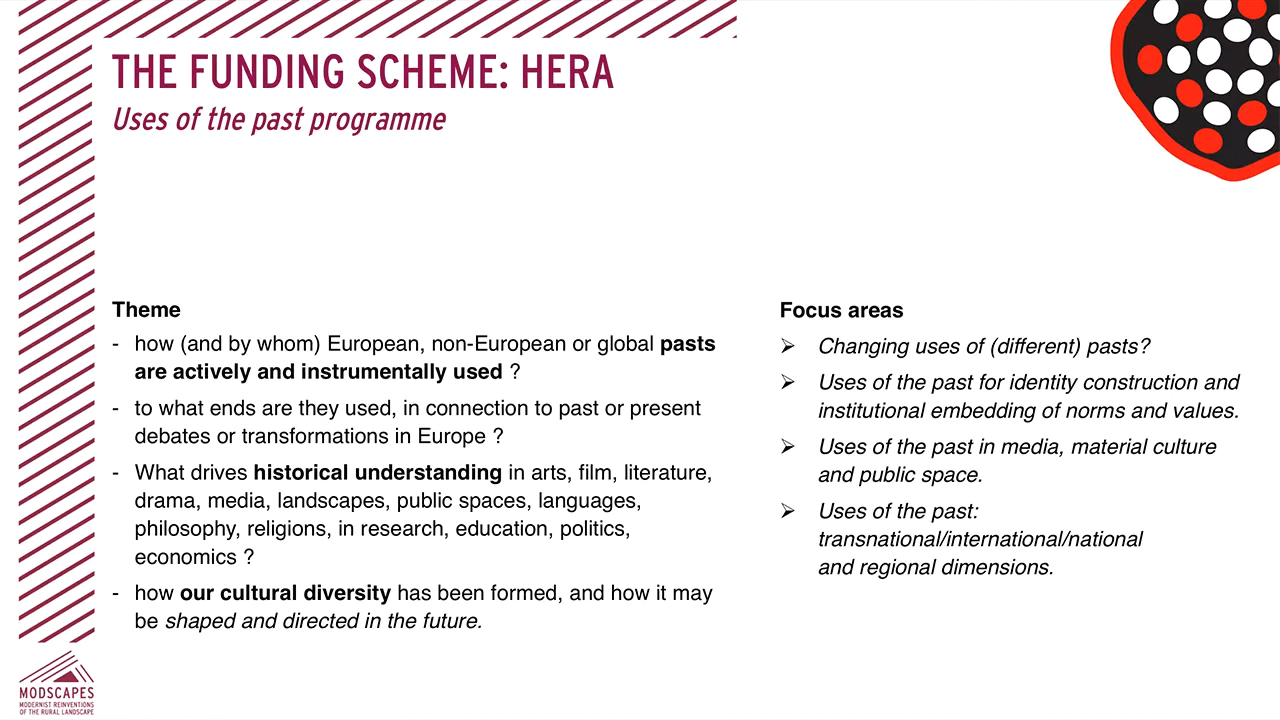 THE FUNDING SCHEME: HERA
Uses of the past programme
Theme
- how (and by whom) European, non-European or global pasts
are actively and instrumentally used ?
- to what ends are they used, in connection to past or present
debates or transformations in Europe ?
- What drives historical understanding in arts, film, literature,
drama, media, landscapes, public spaces, languages,
philosophy, religions, in research, education, politics,
economics ?
- how our cultural diversity has been formed, and how it may
be shaped and directed in the future.
Focus areas
➢ Changing uses of (different) pasts?
➢ Uses of the past for identity construction and
institutional embedding of norms and values.
➢ Uses of the past in media, material culture
and public space.
➢ Uses of the past:
transnational/international/national
and regional dimensions.
MODSCAPES
MODERNIST REINVENTIONS
OF THE RURAL LANDSCAPE